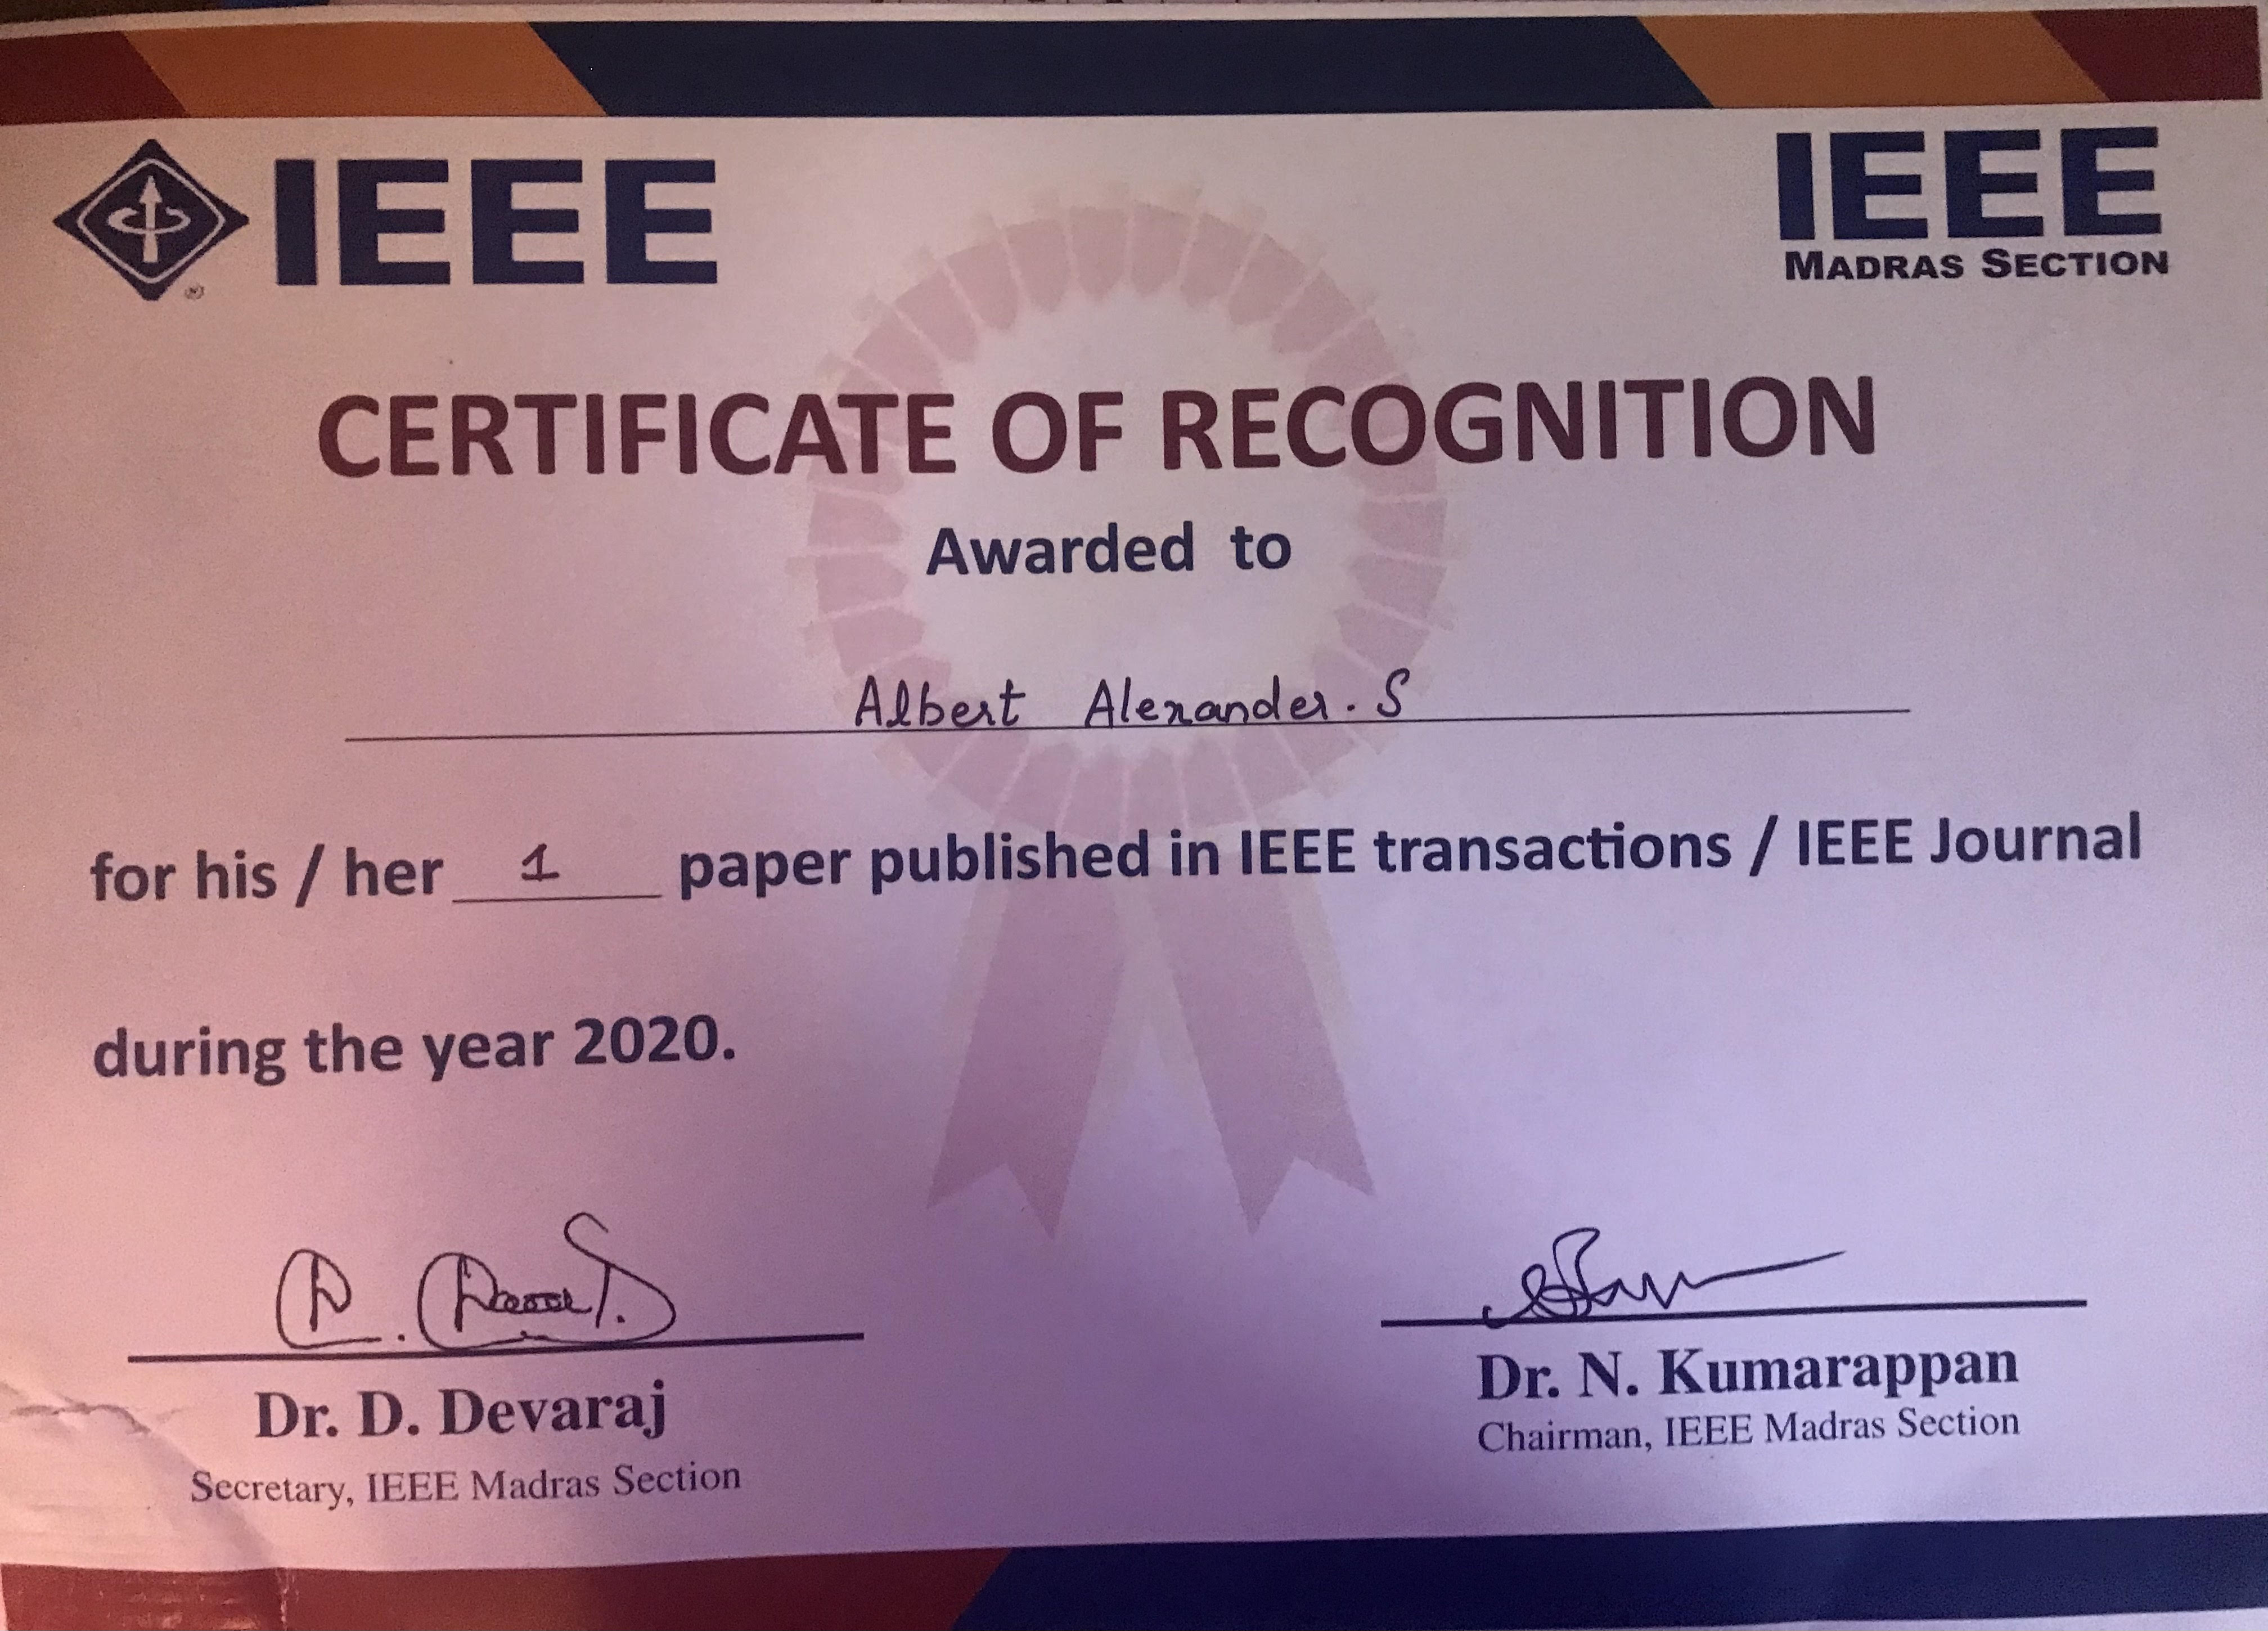 IEEE
IEEE
MADRAS SECTION
CERTIFICATE OF RECOGNITION
Awarded to
Albert Alexander. S
for his / her 1 paper published in IEEE transactions / IEEE Journal
during the year 2020.
Dr. D. Devaraj
Secretary, IEEE Madras Section
Dr. N. Kumarappan
Chairman, IEEE Madras Section